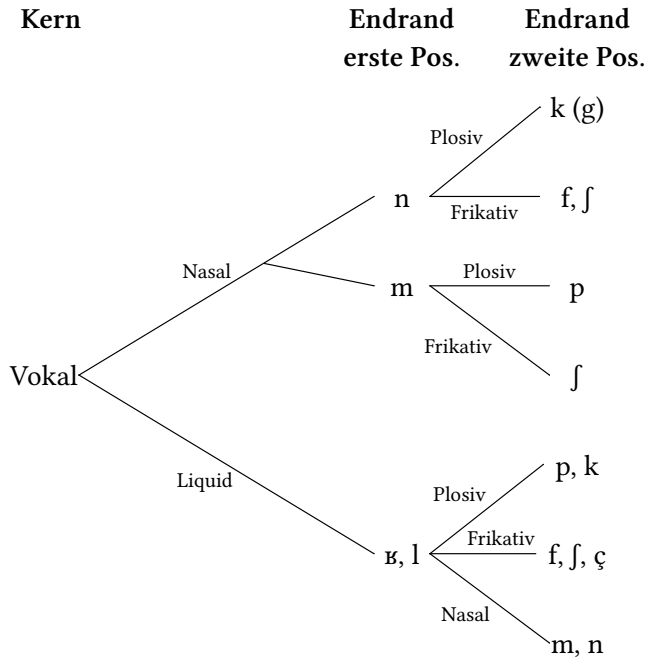 Kern Endrand Endrand
erste Pos. zweite Pos.
k (g)
Plosiv
n f, ʃ
Frikativ
Nasal Plosiv
m p
Frikativ
Vokal ʃ
p, k
Liquid
Plosiv
Frikativ
ʁ, l f, ʃ, ç
Nasal
m, n